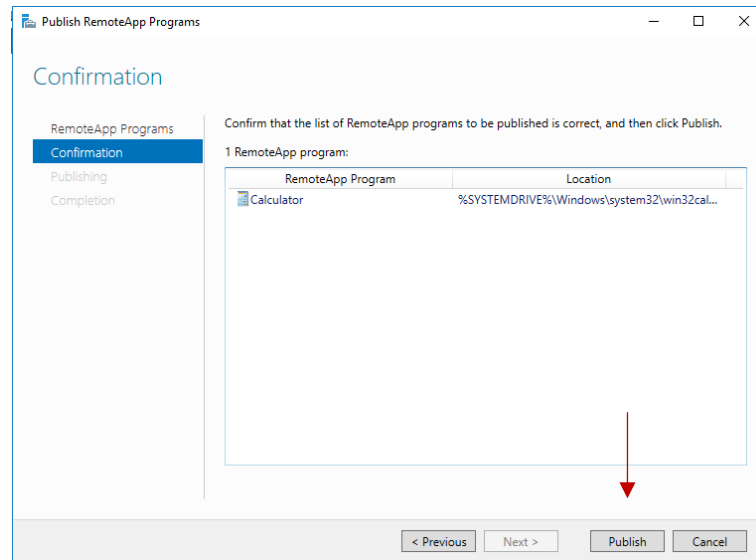 Publish RemoteApp Programs
Confirmation
RemoteApp Programs
Confirmation
Publishing
Completion
Confirm that the list of RemoteApp programs to be published is correct, and then click Publish.
1 RemoteApp program:
RemoteApp Program Location
Calculator %SYSTEMDRIVE%\Windows\system32\win32cal...
< Previous Next > Publish Cancel